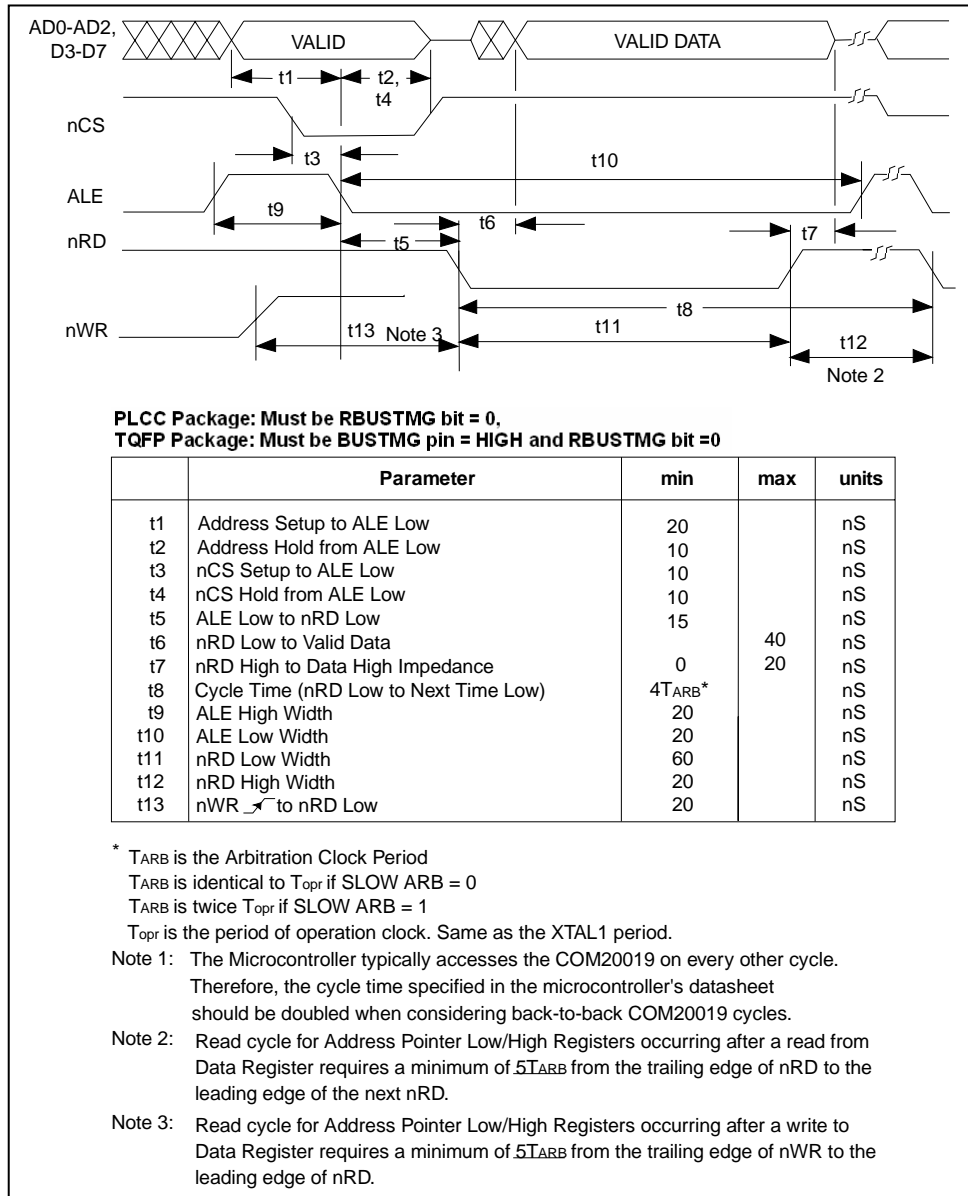 AD0-AD2,
D3-D7
VALID
VALID DATA
t1
t2,
t4
nCS
t3
t10
ALE
t9
t6
t7
nRD
t5
t8
nWR
t13
Note 3
t11
t12
Note 2
PLCC Package: Must be RBUSTMG bit = 0,
TQFP Package: Must be BUSTMG pin = HIGH and RBUSTMG bit =0
Parameter min max units
t1 Address Setup to ALE Low 20 nS
t2 Address Hold from ALE Low 10 nS
t3 nCS Setup to ALE Low 10 nS
t4 nCS Hold from ALE Low 10 nS
t5 ALE Low to nRD Low 15 nS
t6 nRD Low to Valid Data 40 nS
t7 nRD High to Data High Impedance 0 20 nS
t8 Cycle Time (nRD Low to Next Time Low) 4TARB* nS
t9 ALE High Width 20 nS
t10 ALE Low Width 20 nS
t11 nRD Low Width 60 nS
t12 nRD High Width 20 nS
t13 nWR to nRD Low 20 nS
* TARB is the Arbitration Clock Period
TARB is identical to Topr if SLOW ARB = 0
TARB is twice Topr if SLOW ARB = 1
Topr is the period of operation clock. Same as the XTAL1 period.
Note 1: The Microcontroller typically accesses the COM20019 on every other cycle.
Therefore, the cycle time specified in the microcontroller's datasheet
should be doubled when considering back-to-back COM20019 cycles.
Note 2: Read cycle for Address Pointer Low/High Registers occurring after a read from
Data Register requires a minimum of 5TARB from the trailing edge of nRD to the
leading edge of the next nRD.
Note 3: Read cycle for Address Pointer Low/High Registers occurring after a write to
Data Register requires a minimum of 5TARB from the trailing edge of nWR to the
leading edge of nRD.